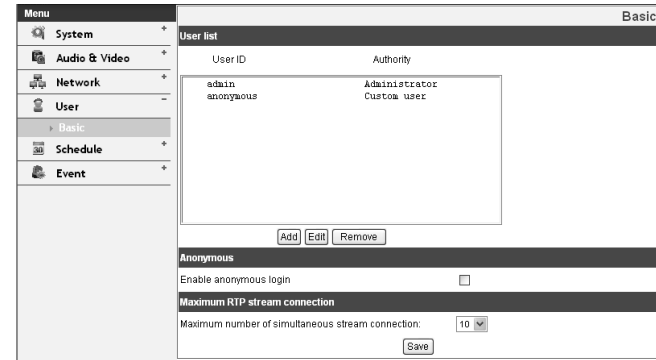 Menu
Basic
System +
User list
Audio & Video +
User ID Authority
Network +
admin Administrator
anonymous Custom user
User −
› Basic
30 Schedule +
Event +
Add Edit Remove
Anonymous
Enable anonymous login
Maximum RTP stream connection
Maximum number of simultaneous stream connection: 10
Save